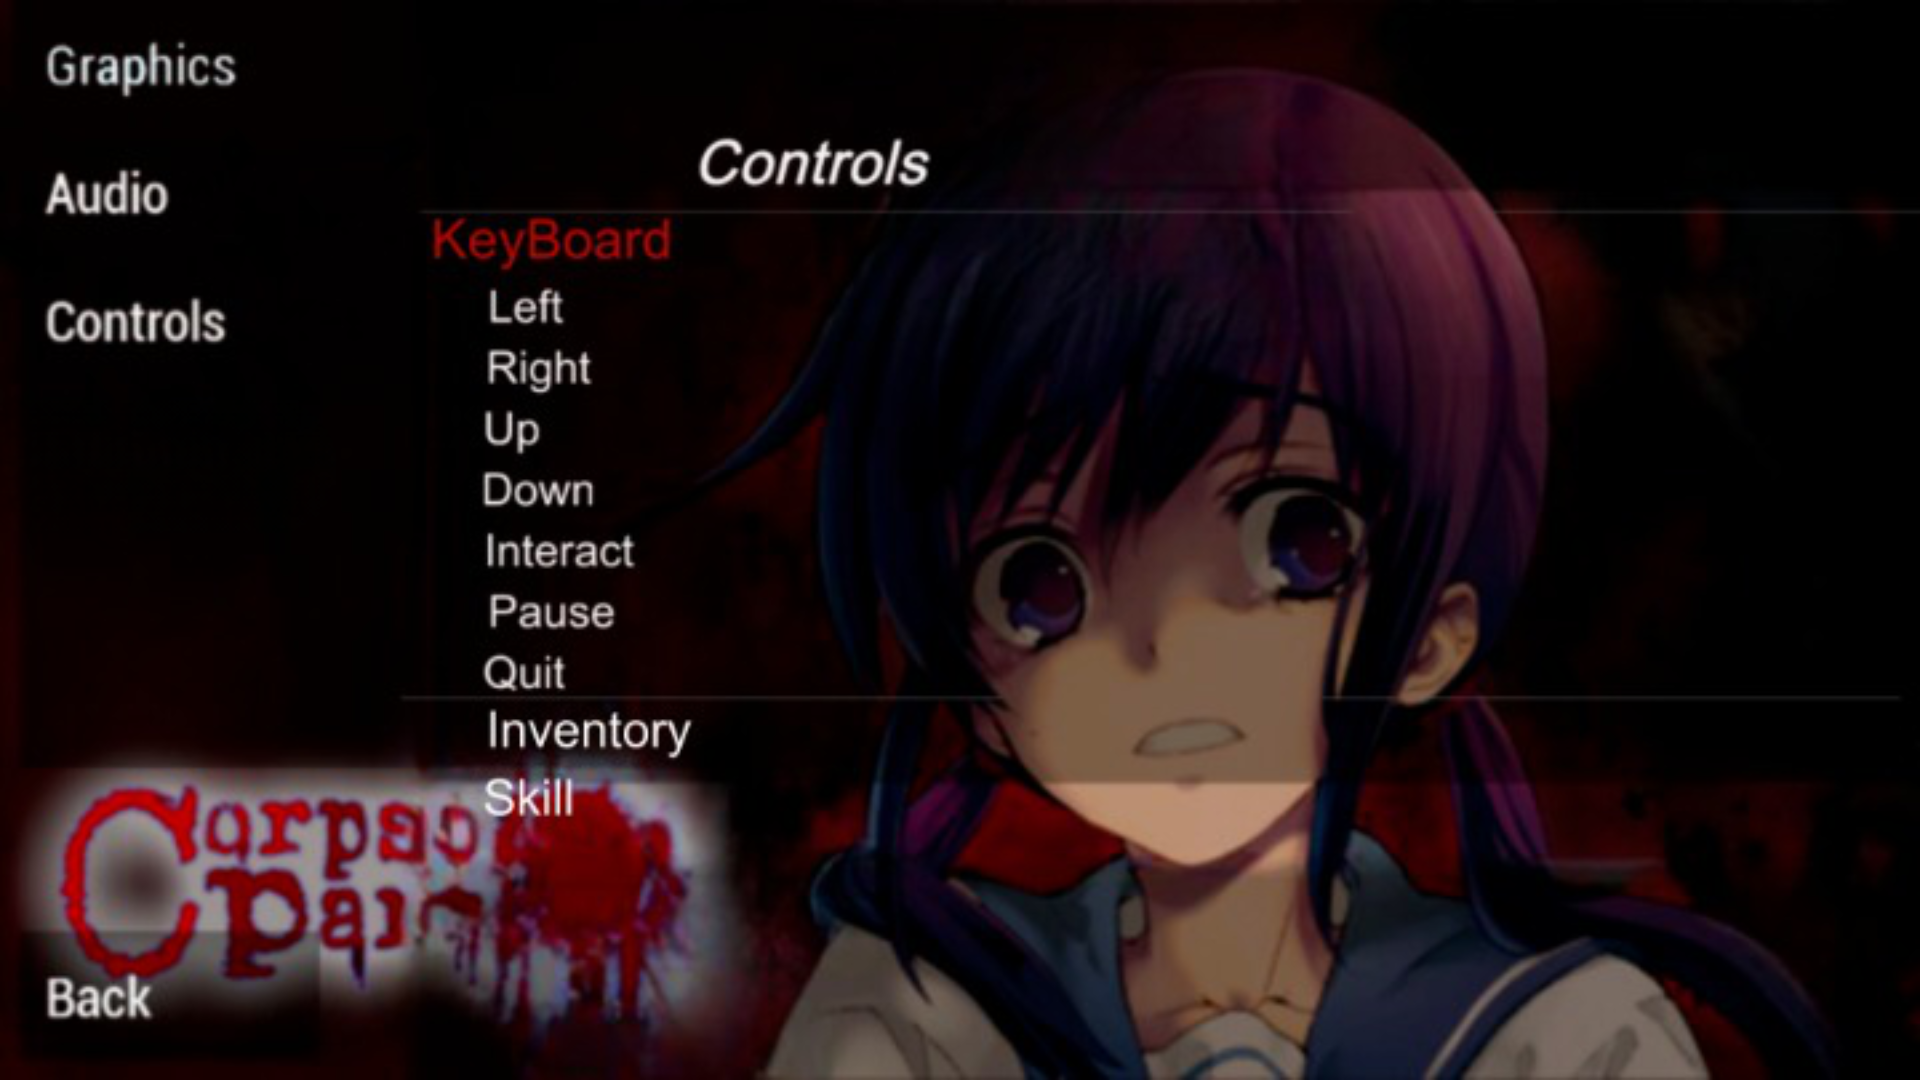 Graphics
Audio
Controls
Controls
KeyBoard
Left
Right
Up
Down
Interact
Pause
Quit
Inventory
Skill
Back